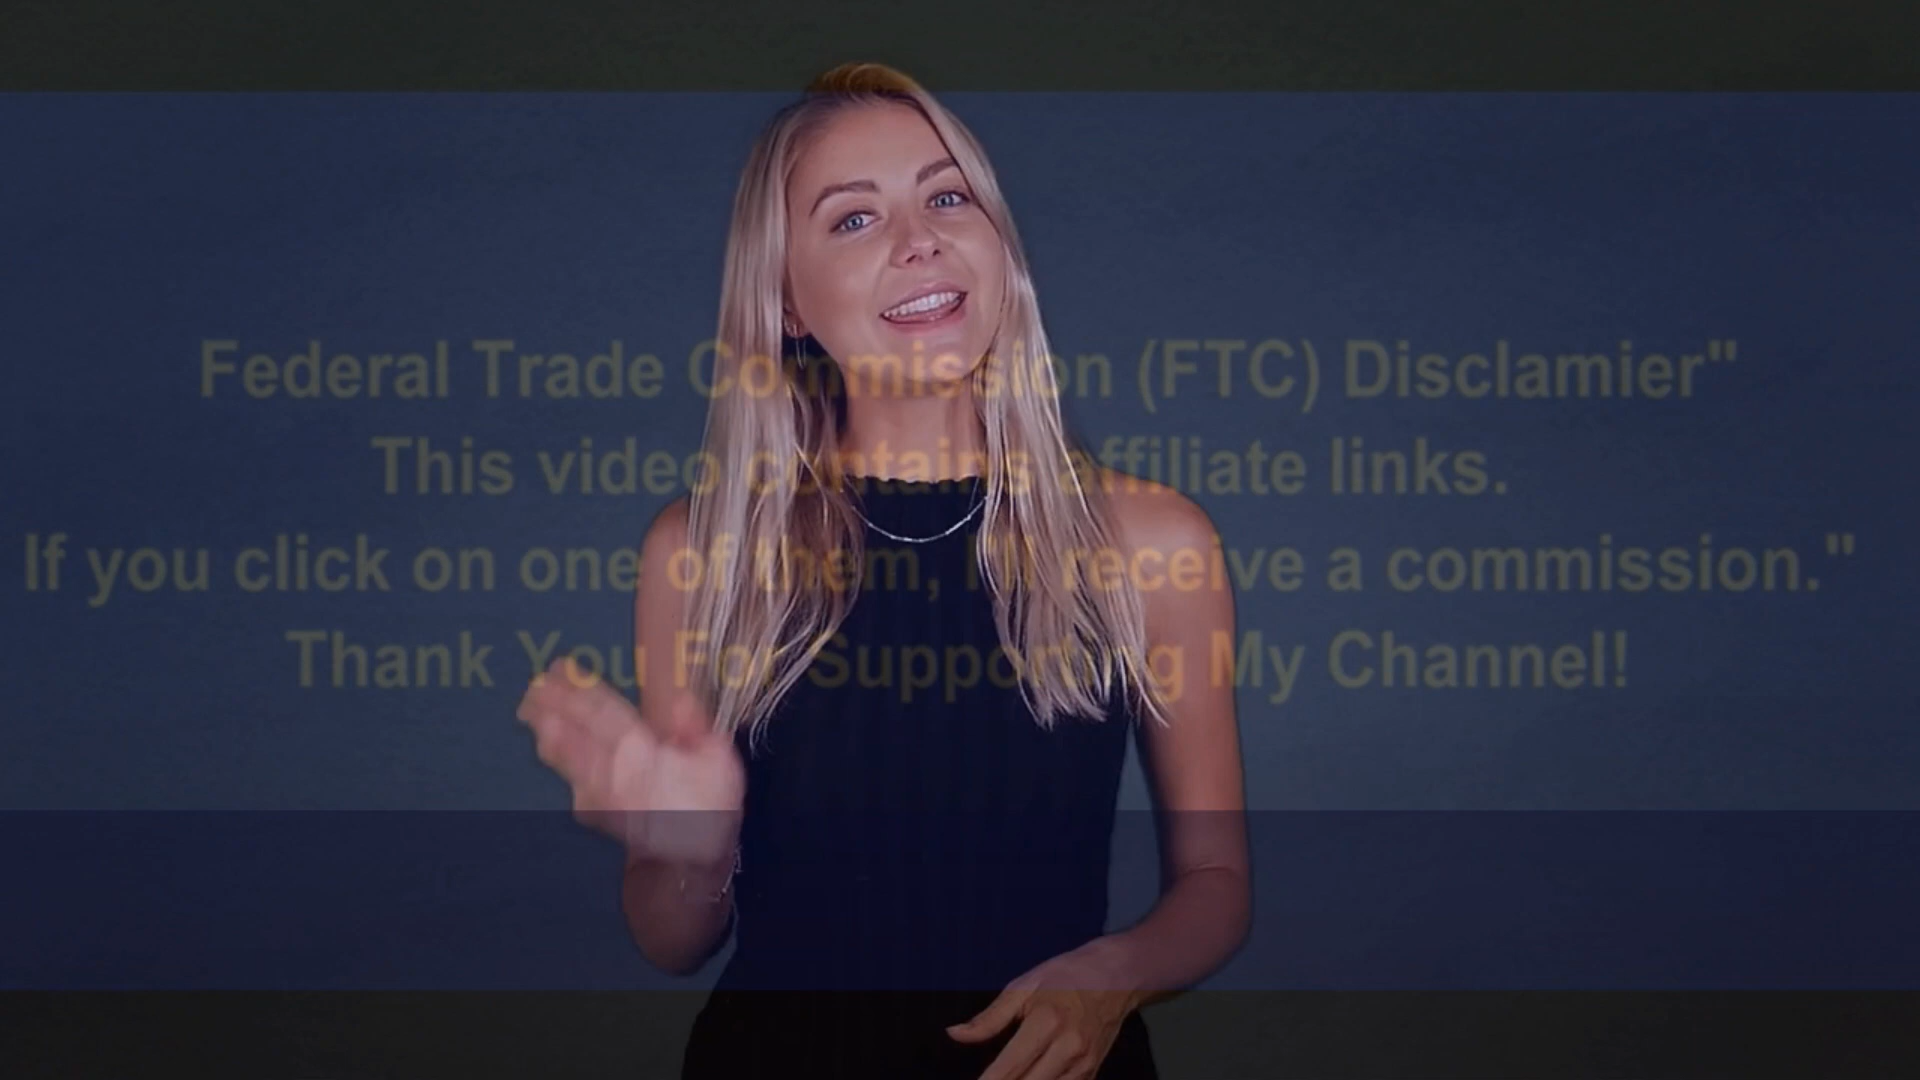 Federal Trade Commission (FTC) Disclamier"
This video contains affiliate links.
If you click on one of them, I'll receive a commission."
Thank You For Supporting My Channel!